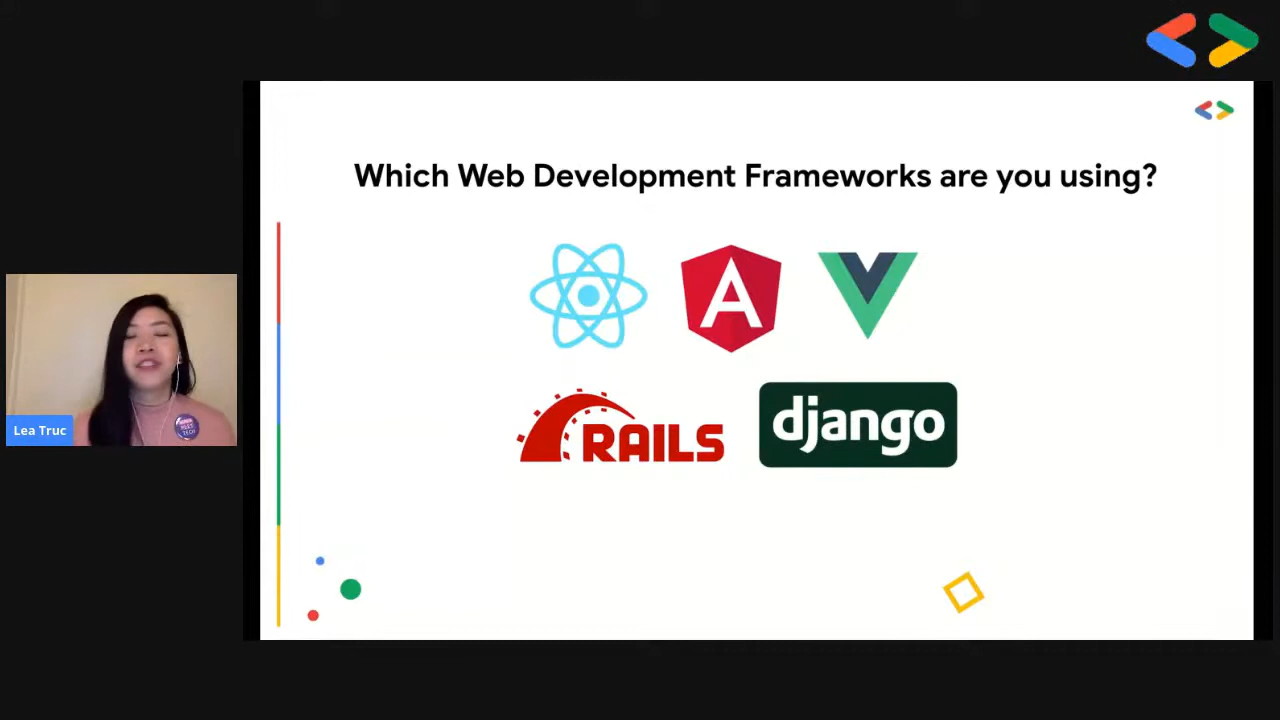 Which Web Development Frameworks are you using?
A
RAILS
django
Lea Truc